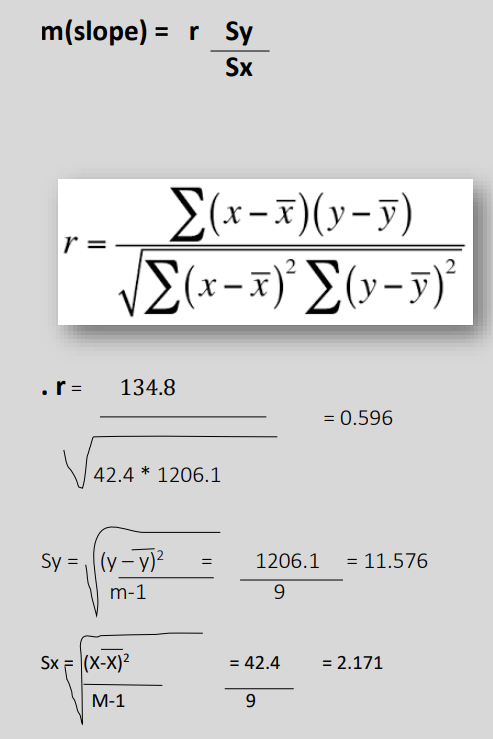 m(slope) = r Sy
Sx
r = ∑(x − x̅)(y − y̅)
√∑(x − x̅)² ∑(y − y̅)²
. r = 134.8
= 0.596
√ 42.4 * 1206.1
Sy = √ (y – y̅)² = 1206.1 = 11.576
m-1 9
Sx = √ (X-X̅)² = 42.4 = 2.171
M-1 9